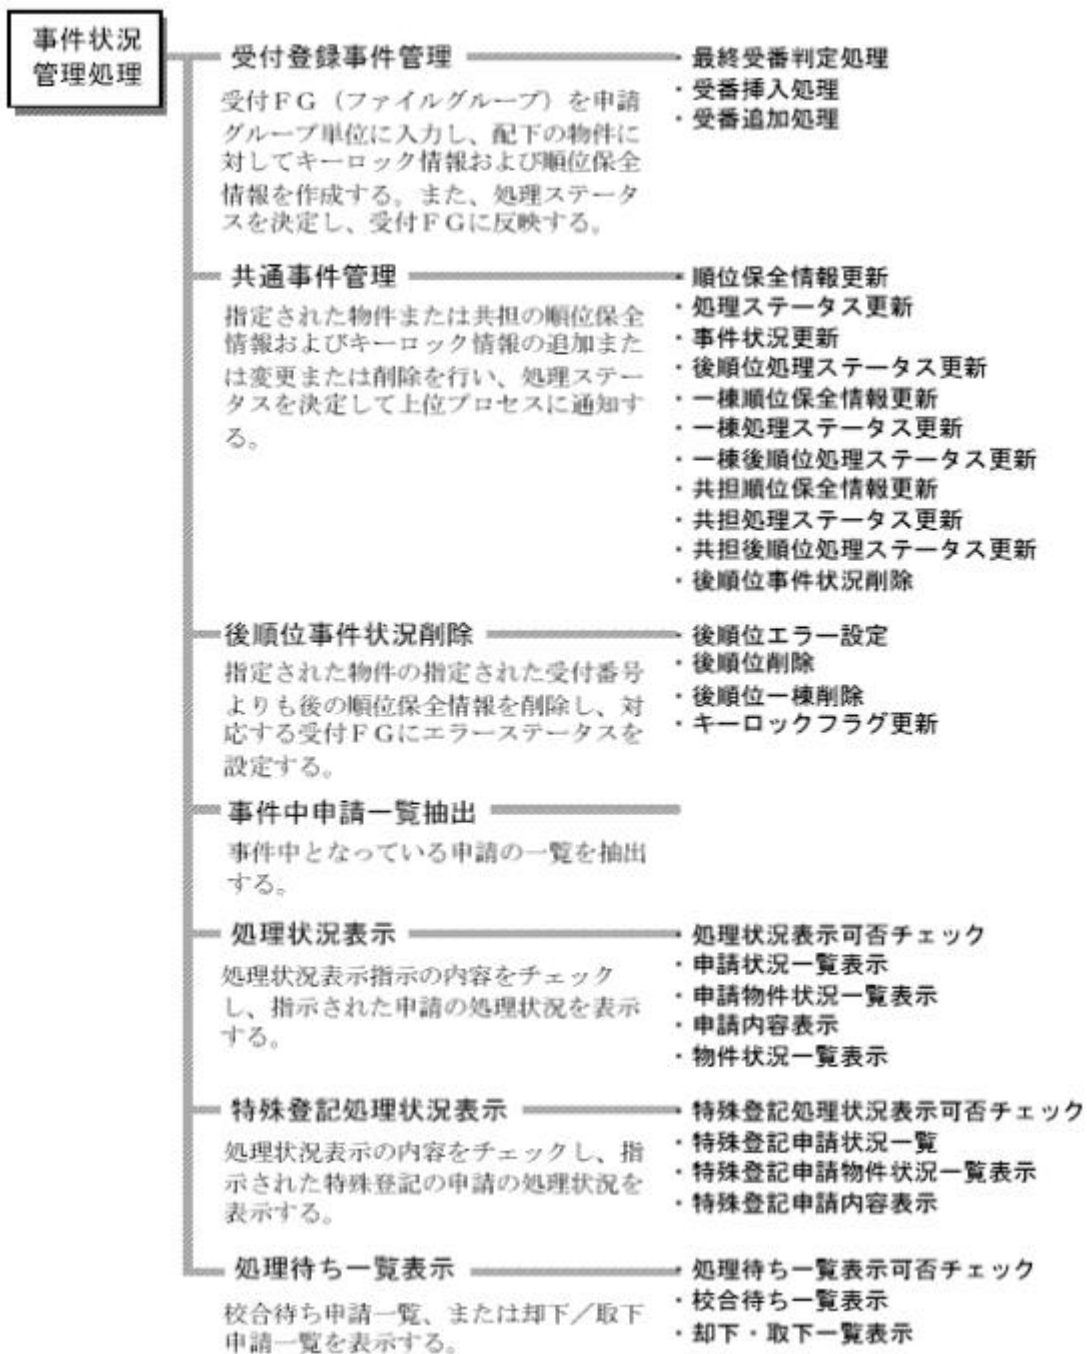 事件状況
管理処理
受付登録事件管理
受付ＦＧ（ファイルグループ）を申請
グループ単位に入力し、配下の物件に
対してキーロック情報および順位保全
情報を作成する。また、処理ステータ
スを決定し、受付ＦＧに反映する。
・最終受番判定処理
・受番挿入処理
・受番追加処理
共通事件管理
指定された物件または共担の順位保全
情報およびキーロック情報の追加また
は変更または削除を行い、処理ステー
タスを決定して上位プロセスに通知す
る。
・順位保全情報更新
・処理ステータス更新
・事件状況更新
・後順位処理ステータス更新
・一棟順位保全情報更新
・一棟処理ステータス更新
・一棟後順位処理ステータス更新
・共担順位保全情報更新
・共担処理ステータス更新
・共担後順位処理ステータス更新
・後順位事件状況削除
後順位事件状況削除
指定された物件の指定された受付番号
よりも後の順位保全情報を削除し、対
応する受付ＦＧにエラーステータスを
設定する。
・後順位エラー設定
・後順位削除
・後順位一棟削除
・キーロックフラグ更新
事件中申請一覧抽出
事件中となっている申請の一覧を抽出
する。
処理状況表示
処理状況表示指示の内容をチェック
し、指示された申請の処理状況を表示
する。
・処理状況表示可否チェック
・申請状況一覧表示
・申請物件状況一覧表示
・申請内容表示
・物件状況一覧表示
特殊登記処理状況表示
処理状況表示の内容をチェックし、指
示された特殊登記の申請の処理状況を
表示する。
・特殊登記処理状況表示可否チェック
・特殊登記申請状況一覧
・特殊登記申請物件状況一覧表示
・特殊登記申請内容表示
処理待ち一覧表示
校合待ち申請一覧、または却下／取下
申請一覧を表示する。
・処理待ち一覧表示可否チェック
・校合待ち一覧表示
・却下・取下一覧表示